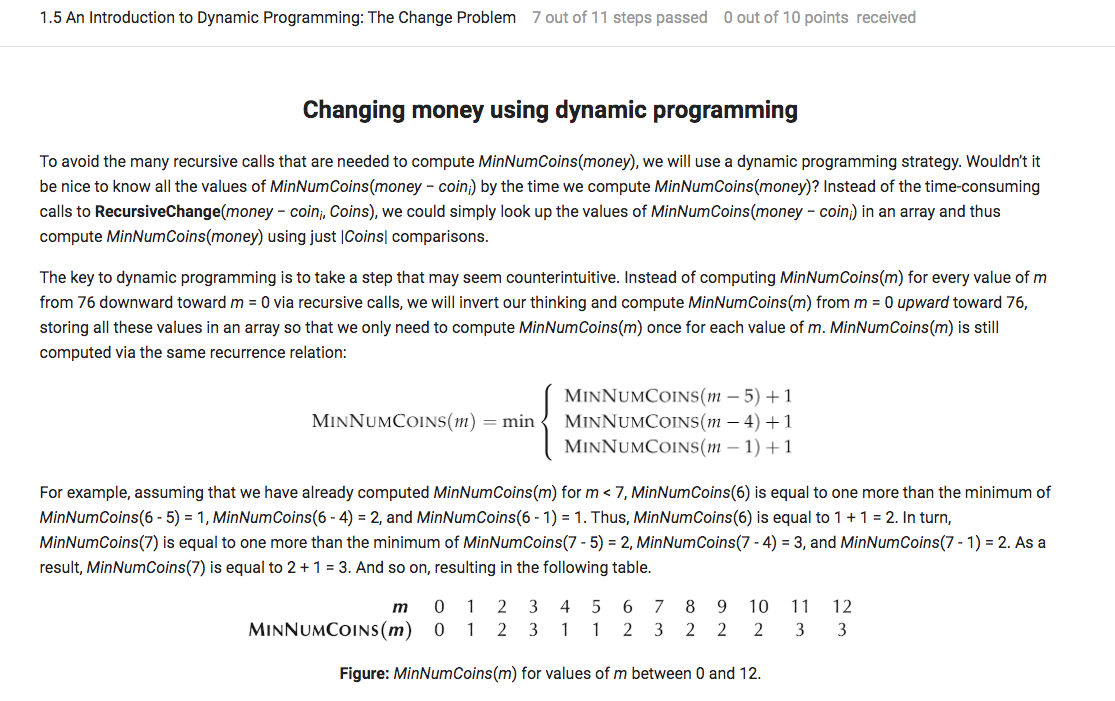 1.5 An Introduction to Dynamic Programming: The Change Problem 7 out of 11 steps passed 0 out of 10 points received
Changing money using dynamic programming
To avoid the many recursive calls that are needed to compute MinNumCoins(money), we will use a dynamic programming strategy. Wouldn't it
be nice to know all the values of MinNumCoins(money − coinᵢ) by the time we compute MinNumCoins(money)? Instead of the time-consuming
calls to RecursiveChange(money − coinᵢ, Coins), we could simply look up the values of MinNumCoins(money − coinᵢ) in an array and thus
compute MinNumCoins(money) using just |Coins| comparisons.
The key to dynamic programming is to take a step that may seem counterintuitive. Instead of computing MinNumCoins(m) for every value of m
from 76 downward toward m = 0 via recursive calls, we will invert our thinking and compute MinNumCoins(m) from m = 0 upward toward 76,
storing all these values in an array so that we only need to compute MinNumCoins(m) once for each value of m. MinNumCoins(m) is still
computed via the same recurrence relation:
MINNUMCOINS(m − 5) + 1
MINNUMCOINS(m) = min { MINNUMCOINS(m − 4) + 1
MINNUMCOINS(m − 1) + 1
For example, assuming that we have already computed MinNumCoins(m) for m < 7, MinNumCoins(6) is equal to one more than the minimum of
MinNumCoins(6 - 5) = 1, MinNumCoins(6 - 4) = 2, and MinNumCoins(6 - 1) = 1. Thus, MinNumCoins(6) is equal to 1 + 1 = 2. In turn,
MinNumCoins(7) is equal to one more than the minimum of MinNumCoins(7 - 5) = 2, MinNumCoins(7 - 4) = 3, and MinNumCoins(7 - 1) = 2. As a
result, MinNumCoins(7) is equal to 2 + 1 = 3. And so on, resulting in the following table.
m 0 1 2 3 4 5 6 7 8 9 10 11 12
MINNUMCOINS(m) 0 1 2 3 1 1 2 3 2 2 2 3 3
Figure: MinNumCoins(m) for values of m between 0 and 12.